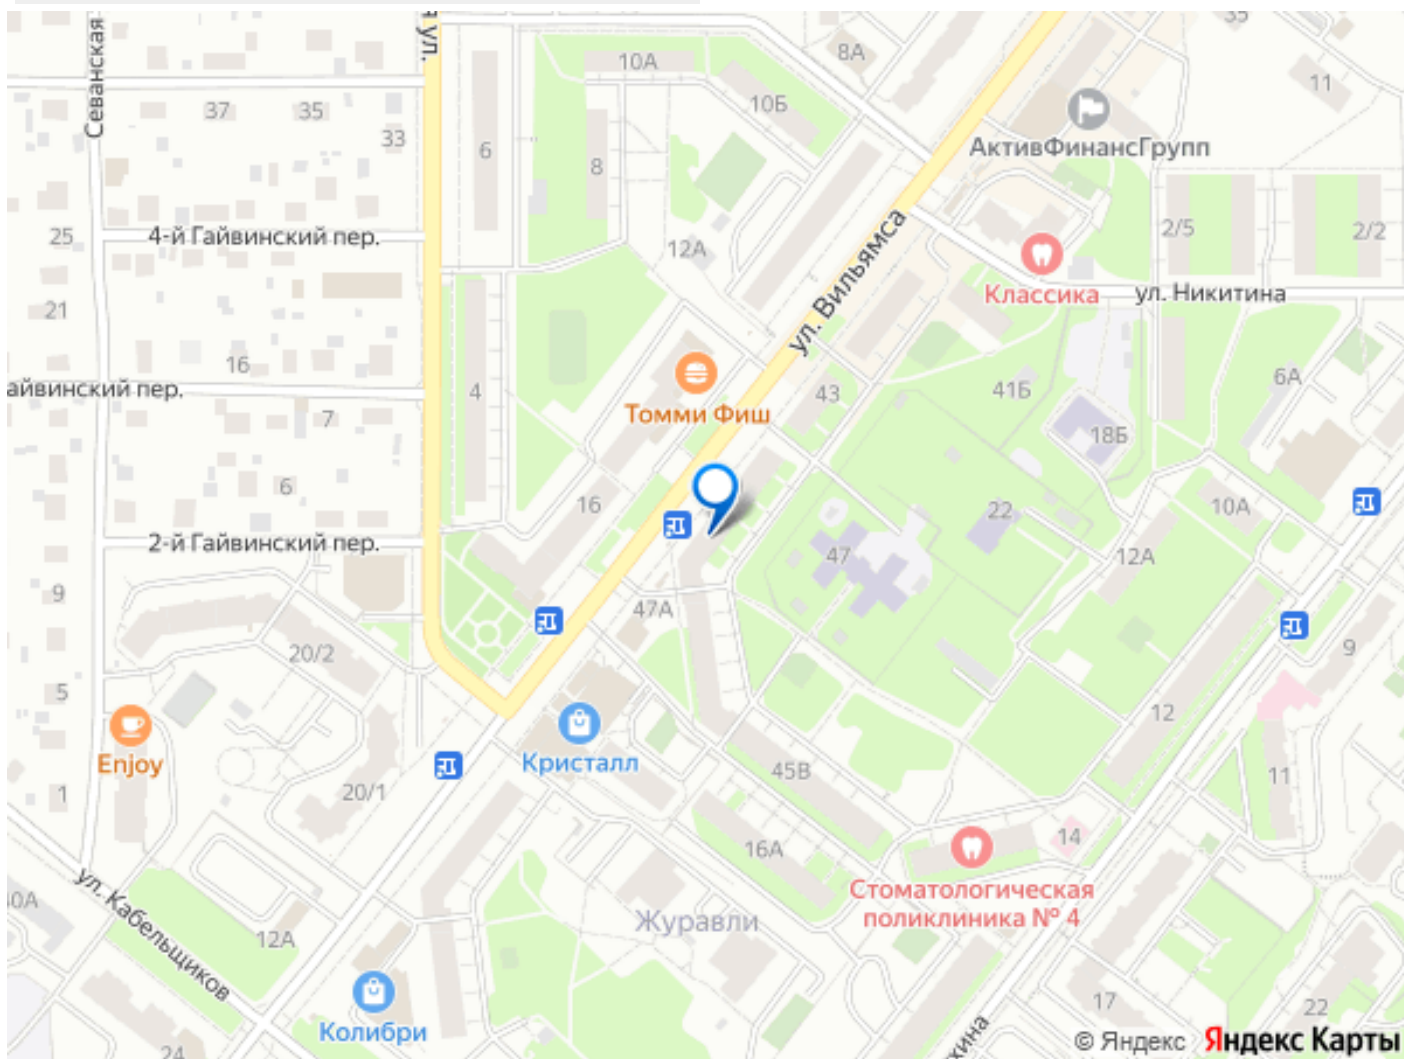 Севанская
я ул.
35
10А
8А
11
10Б
37
35
33
АктивФинансГрупп
6
8
2/5
2/2
25
4-й Гайвинский пер.
12А
ул. Вильямса
Классика
ул. Никитина
21
16
айвинский пер.
4
7
Томми Фиш
43
41Б
6А
18Б
6
16
22
10А
2-й Гайвинский пер.
47
12А
9
47А
20/2
9
5
12
Enjoy
Кристалл
45В
11
1
20/1
16А
14
ул. Кабельщиков
Стоматологическая
поликлиника № 4
0А
Журавли
12А
17
22
Колибри
24
хина
© Яндекс Яндекс Карты